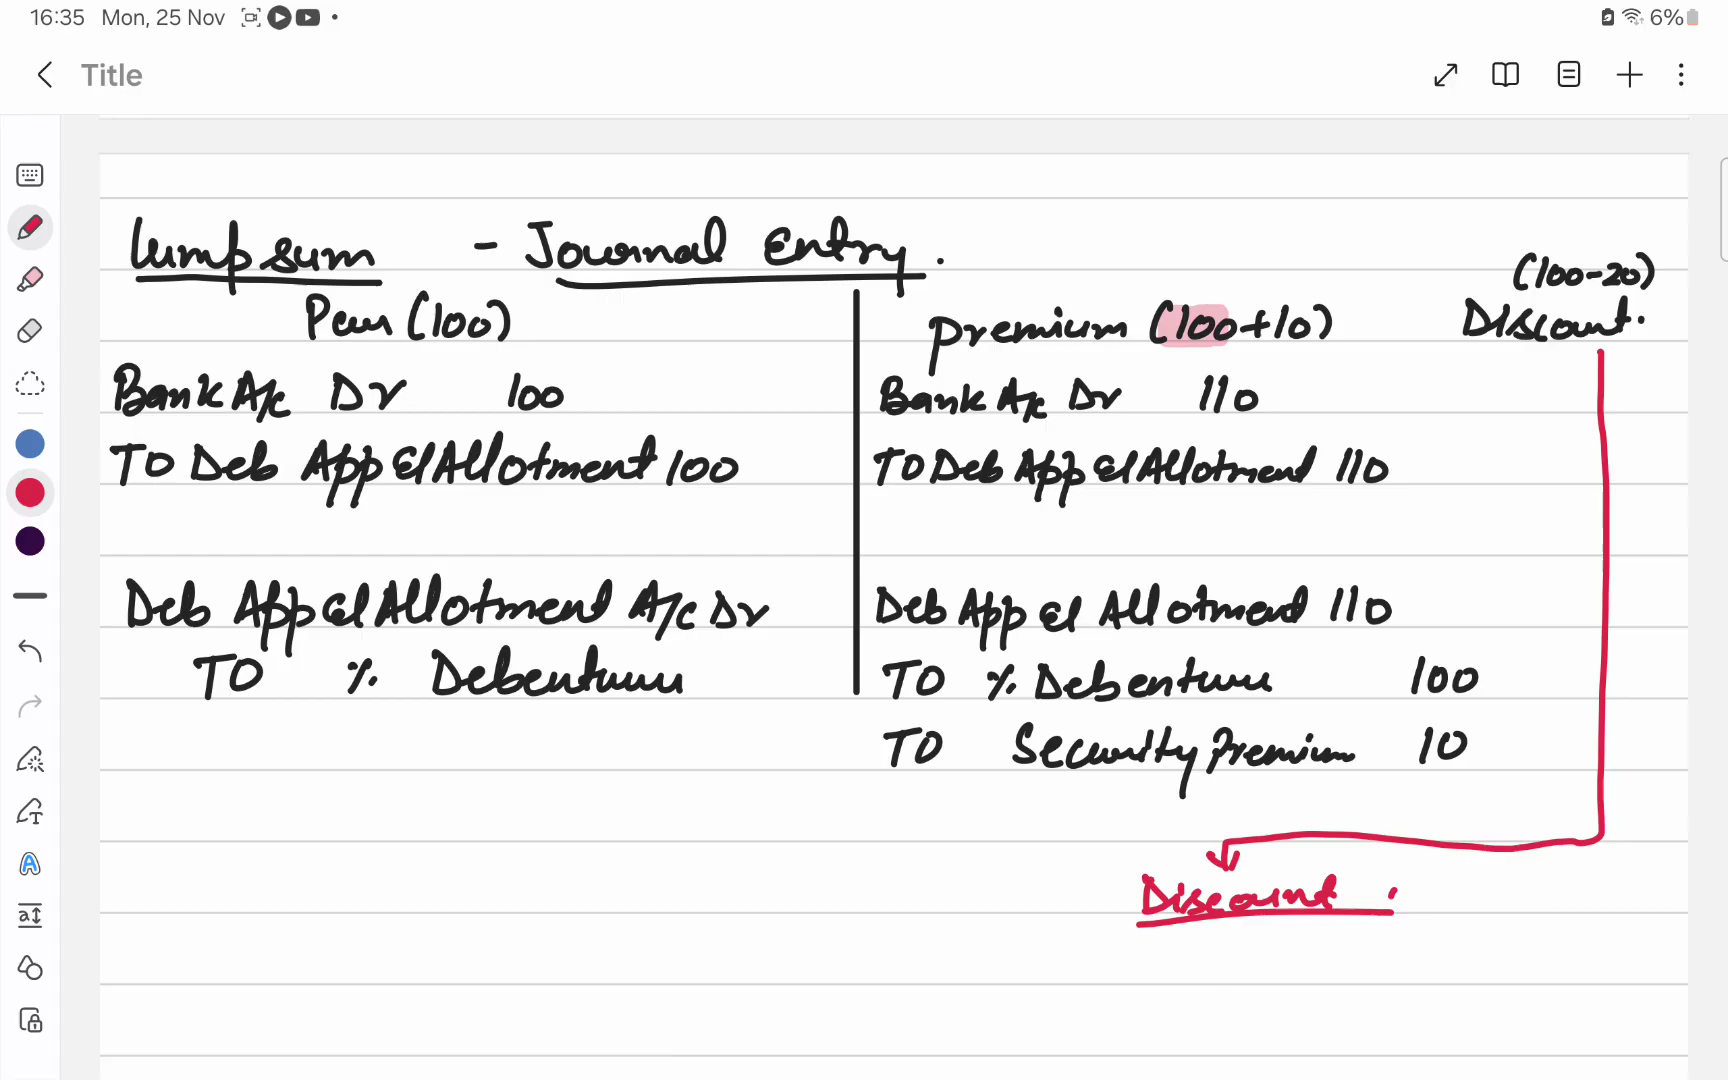 16:35 Mon, 25 Nov
6%
Title
Lumpsum - Journal Entry.
(100-20)
Par (100)
Premium (100+10)
Discount.
Bank A/c Dr 100
To Deb App & Allotment 100
Deb App & Allotment A/c Dr
To % Debenture
Bank A/c Dr 110
To Deb App & Allotment 110
Deb App & Allotment 110
To % Debenture 100
To Security Premium 10
Discount :